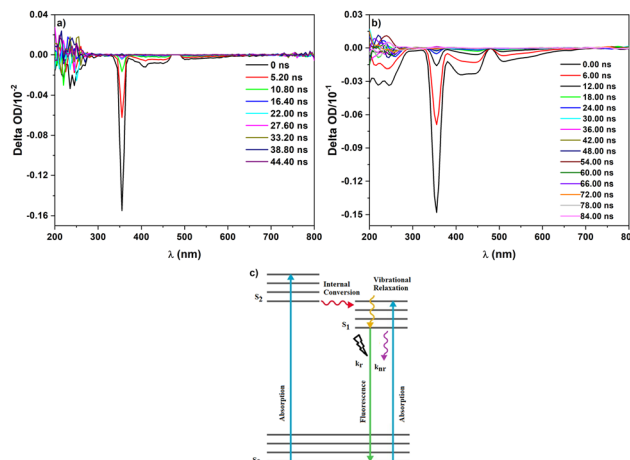 a)
0.04
0.00
-0.04
-0.08
-0.12
-0.16
Delta OD/10⁻²
0 ns
5.20 ns
10.80 ns
16.40 ns
22.00 ns
27.60 ns
33.20 ns
38.80 ns
44.40 ns
200 300 400 500 600 700 800
λ (nm)
b)
0.03
0.00
-0.03
-0.06
-0.09
-0.12
-0.15
Delta OD/10⁻¹
0.00 ns
6.00 ns
12.00 ns
18.00 ns
24.00 ns
30.00 ns
36.00 ns
42.00 ns
48.00 ns
54.00 ns
60.00 ns
66.00 ns
72.00 ns
78.00 ns
84.00 ns
200 300 400 500 600 700 800
λ (nm)
c)
Internal
Conversion
Vibrational
Relaxation
S₂
S₁
kr
knr
Absorption
Fluorescence
Absorption